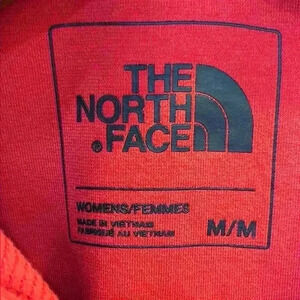 THE
NORTH
® FACE
WOMENS/FEMMES
MADE IN VIETNAM
FABRIQUÉ AU VIETNAM
M/M